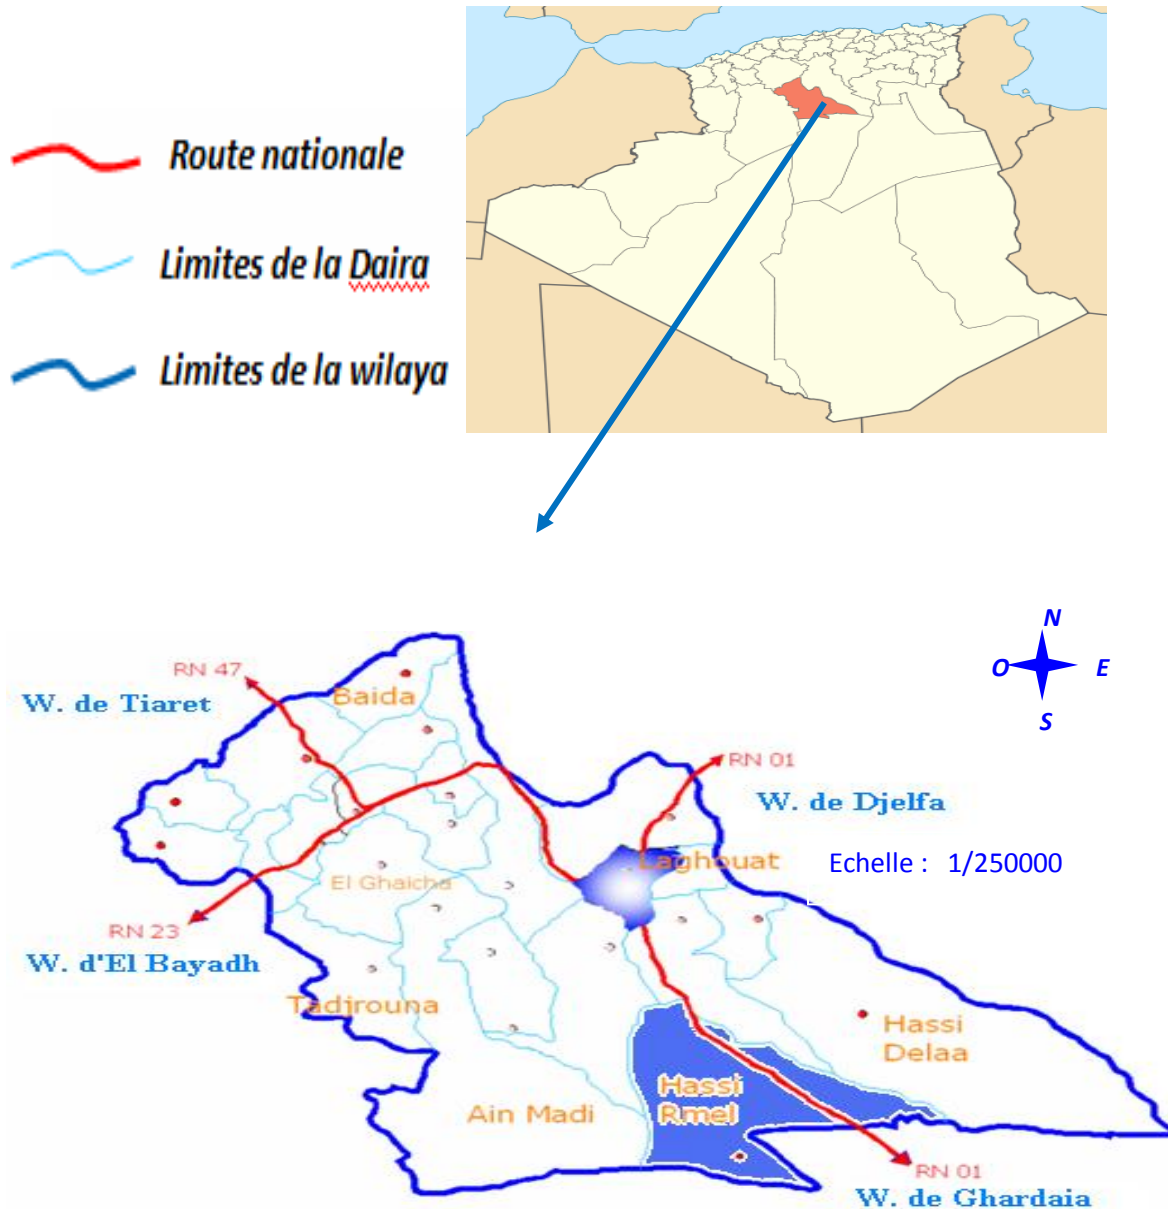 Route nationale
Limites de la Daira
Limites de la wilaya
N
O
E
S
RN 47
Baida
W. de Tiaret
RN 01
W. de Djelfa
Laghouat
Echelle : 1/250000
El Ghaicha
RN 23
W. d'El Bayadh
Tadjrouna
Hassi
Delaa
Hassi
Rmel
Ain Madi
RN 01
W. de Ghardaia